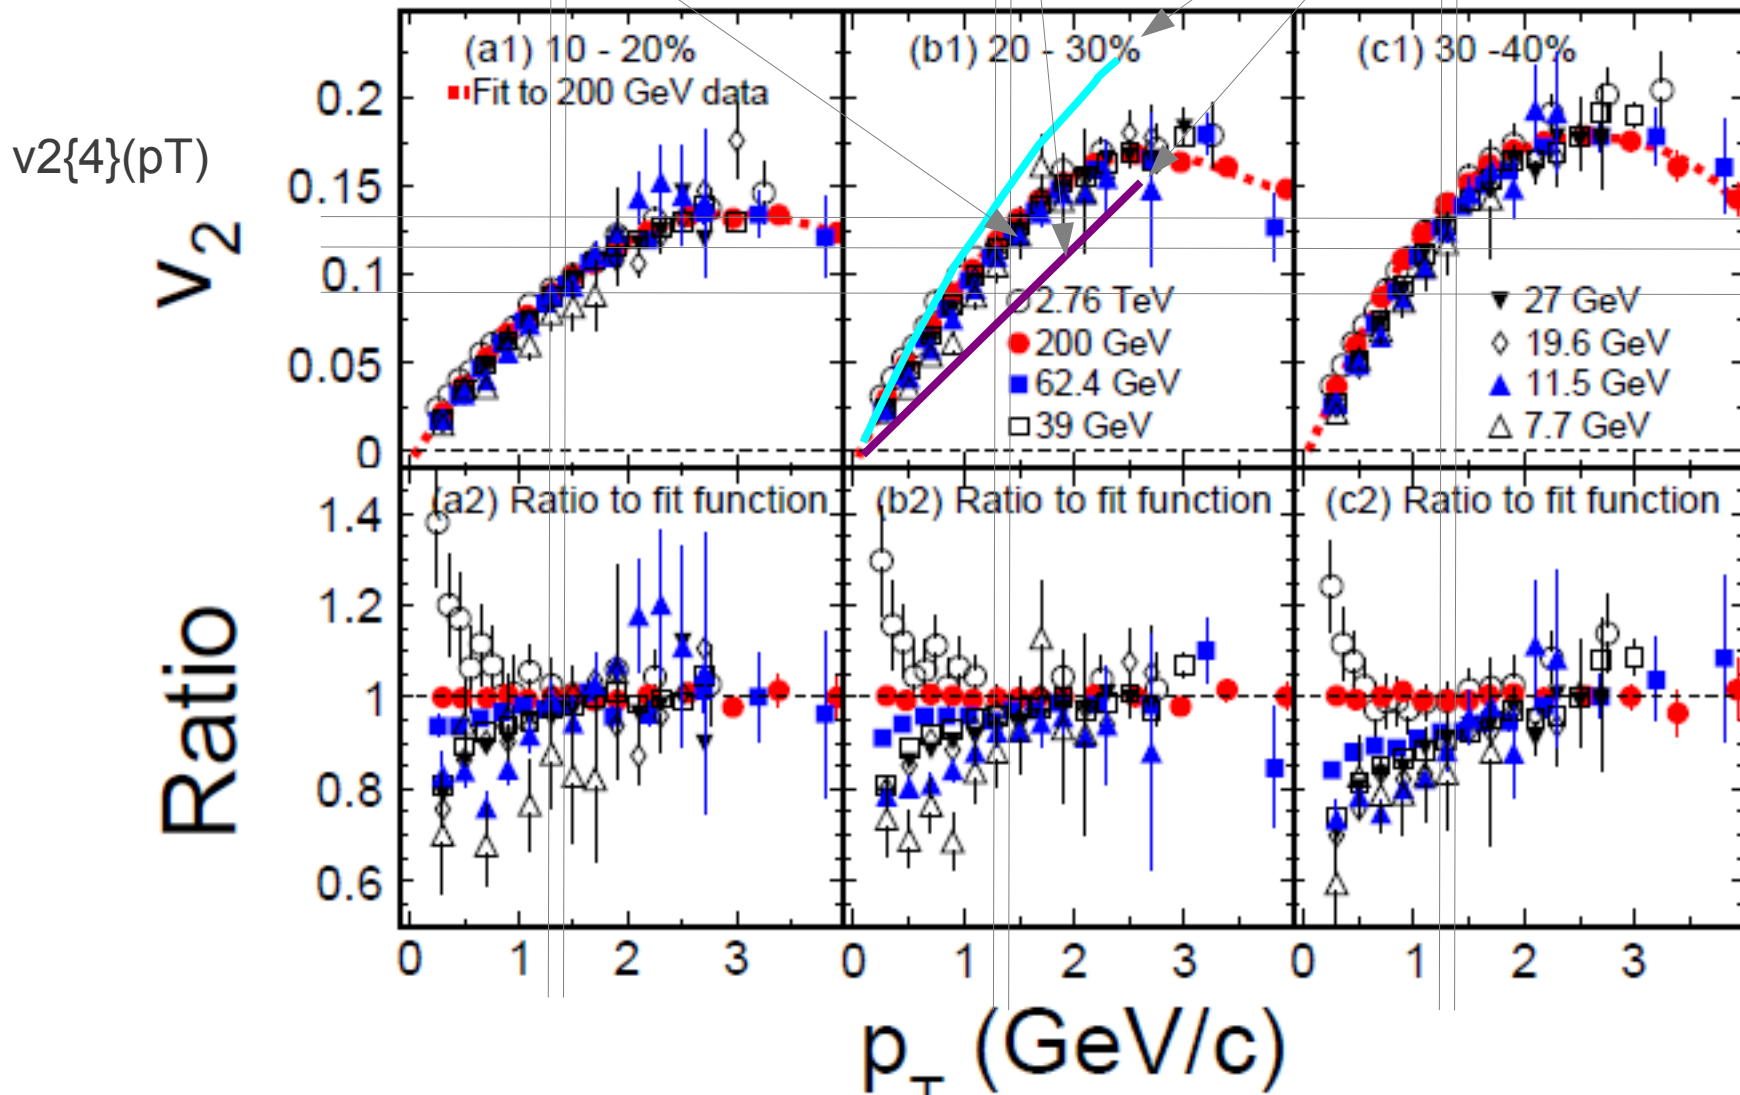 (a1) 10 - 20%
Fit to 200 GeV data
(b1) 20 - 30%
(c1) 30 -40%
v2{4}(pT)
v2
0.2
0.15
0.1
0.05
0
2.76 TeV
200 GeV
62.4 GeV
39 GeV
27 GeV
19.6 GeV
11.5 GeV
7.7 GeV
(a2) Ratio to fit function
(b2) Ratio to fit function
(c2) Ratio to fit function
Ratio
1.4
1.2
1
0.8
0.6
0 1 2 3 0 1 2 3 0 1 2 3
pT (GeV/c)